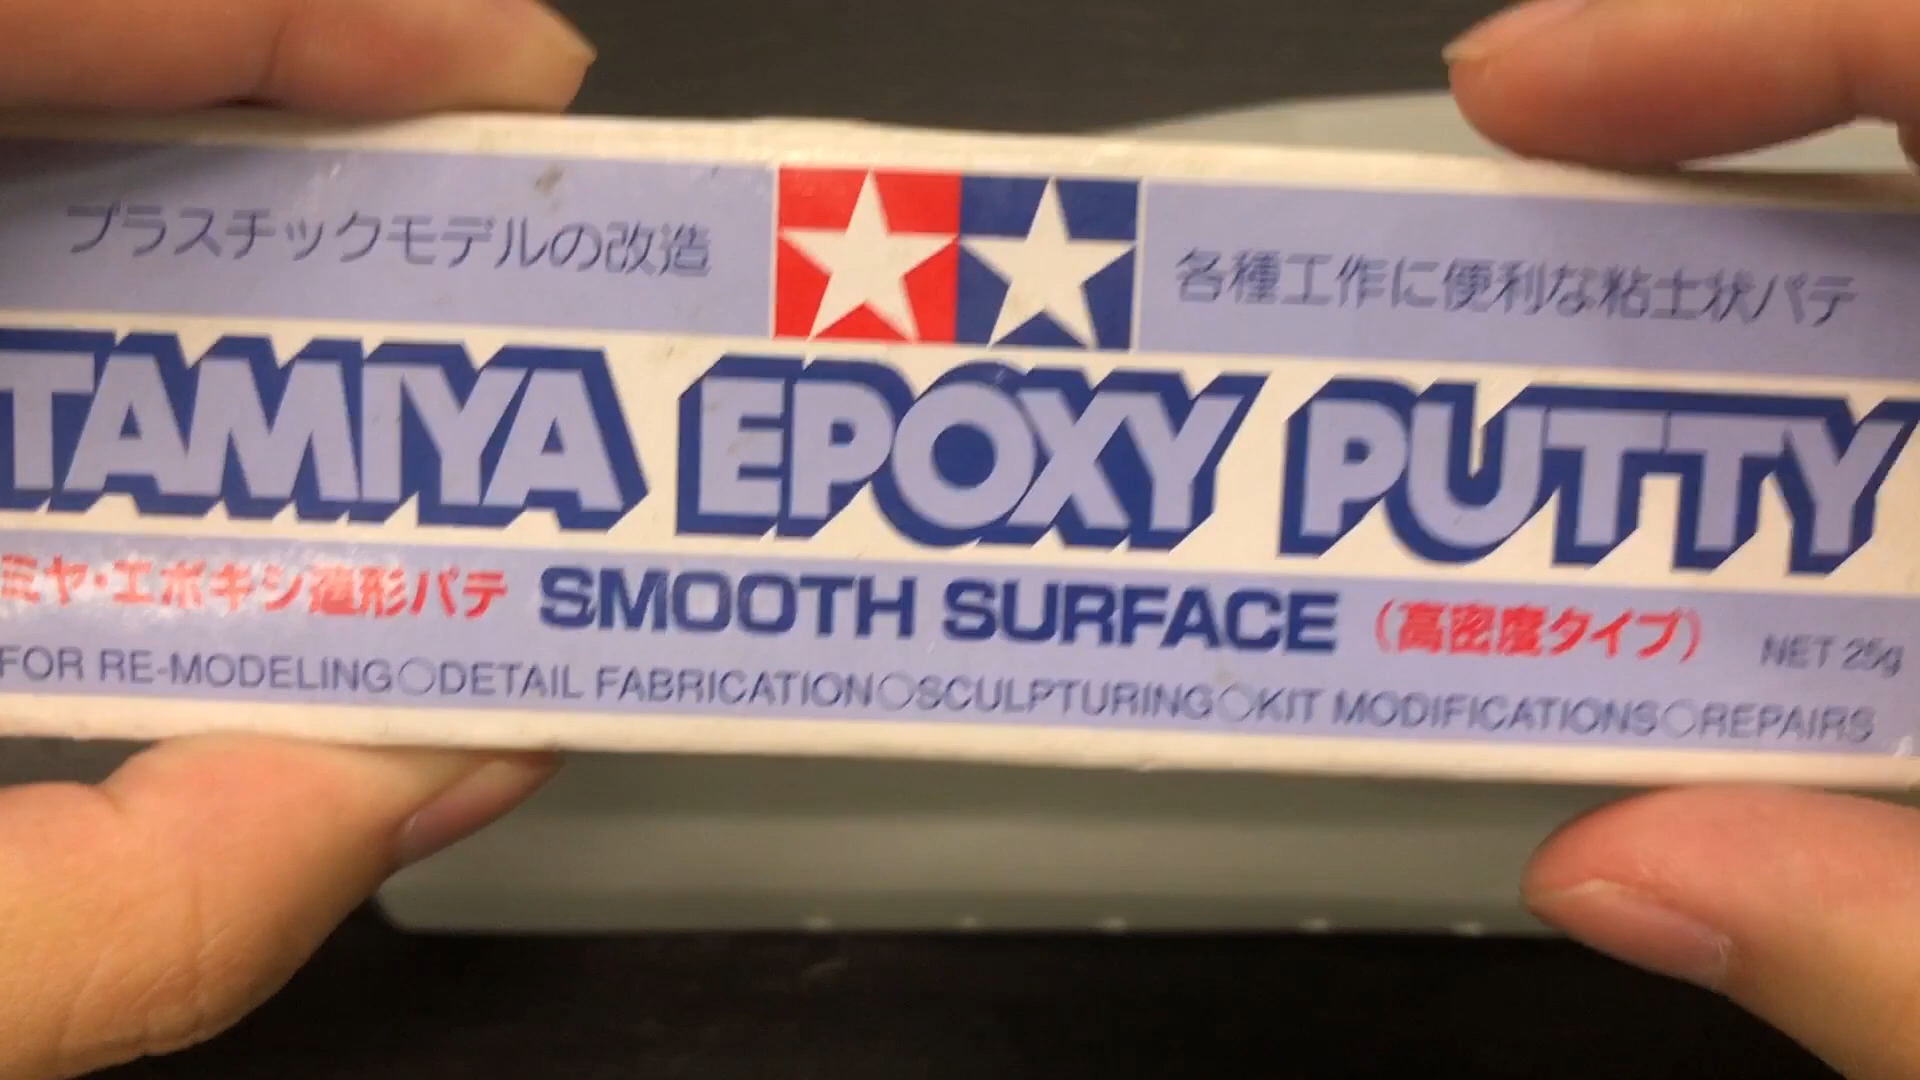 プラスチックモデルの改造
各種工作に便利な粘土状パテ
TAMIYA EPOXY PUTTY
ミヤ・エポキシ造形パテ SMOOTH SURFACE (高密度タイプ) NET 25g
FOR RE-MODELING○DETAIL FABRICATION○SCULPTURING○KIT MODIFICATIONS○REPAIRS